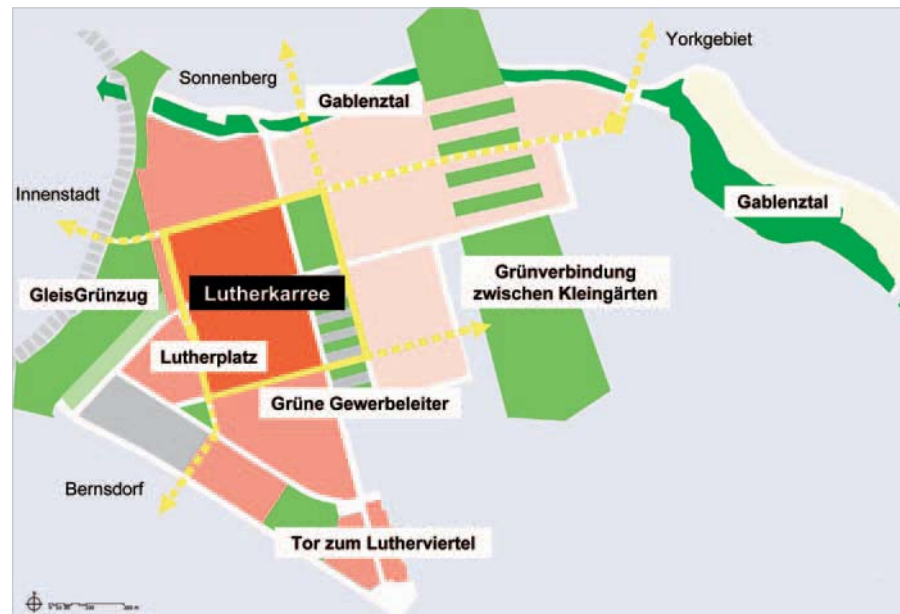 Yorkgebiet
Sonnenberg
Gablenztal
Innenstadt
Gablenztal
Grünverbindung
zwischen Kleingärten
GleisGrünzug
Lutherkarree
Lutherplatz
Grüne Gewerbeleiter
Bernsdorf
Tor zum Lutherviertel